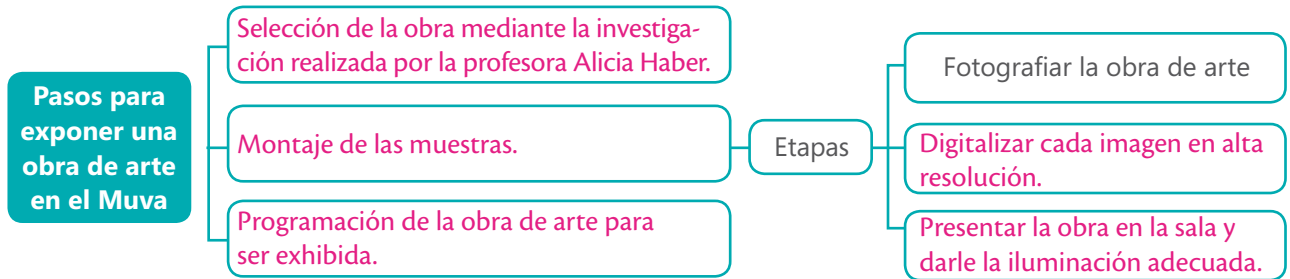 Pasos para
exponer una
obra de arte
en el Muva
Selección de la obra mediante la investiga-
ción realizada por la profesora Alicia Haber.
Montaje de las muestras.
Programación de la obra de arte para
ser exhibida.
Etapas
Fotografiar la obra de arte
Digitalizar cada imagen en alta
resolución.
Presentar la obra en la sala y
darle la iluminación adecuada.